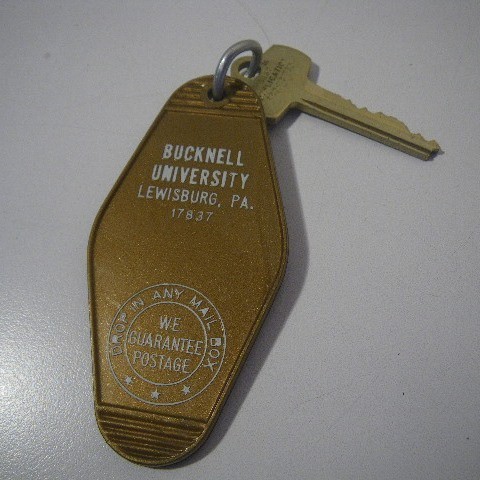 BUCKNELL
UNIVERSITY
LEWISBURG, PA.
17837
DROP IN ANY MAIL BOX
WE
GUARANTEE
POSTAGE